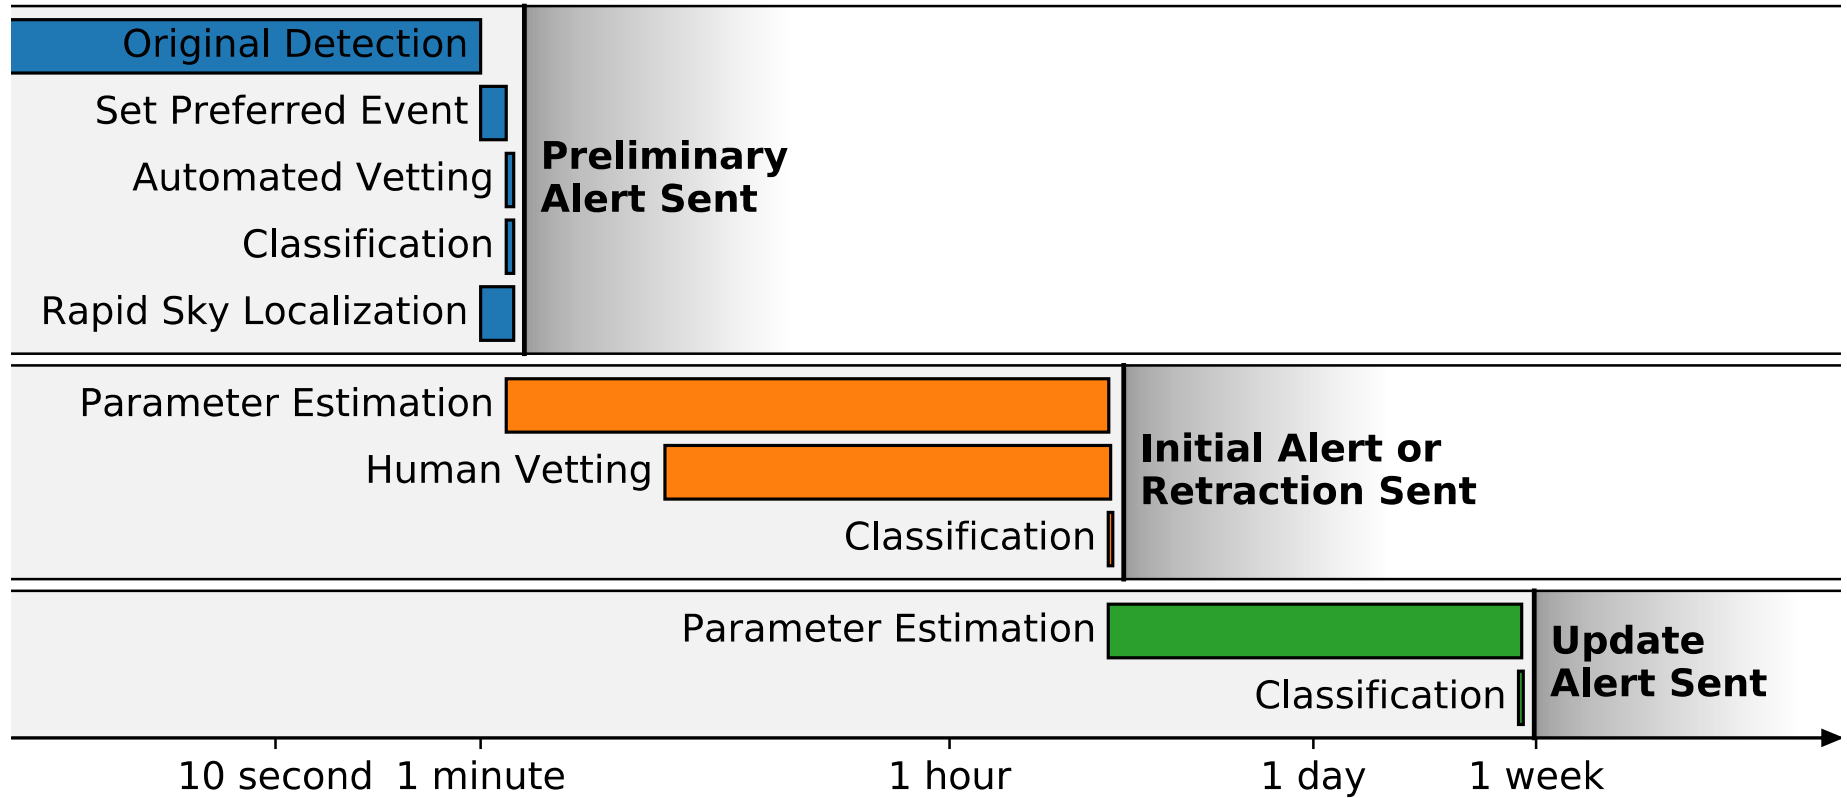 Original Detection
Set Preferred Event
Automated Vetting
Classification
Rapid Sky Localization
Preliminary
Alert Sent
Parameter Estimation
Human Vetting
Classification
Initial Alert or
Retraction Sent
Parameter Estimation
Classification
Update
Alert Sent
10 second 1 minute 1 hour 1 day 1 week